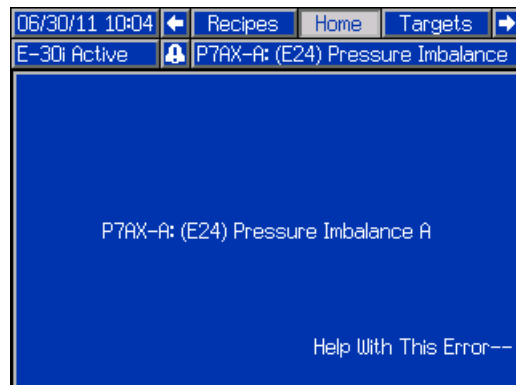 06/30/11 10:04 Recipes Home Targets
E-30i Active P7AX-A: (E24) Pressure Imbalance
P7AX-A: (E24) Pressure Imbalance A
Help With This Error--